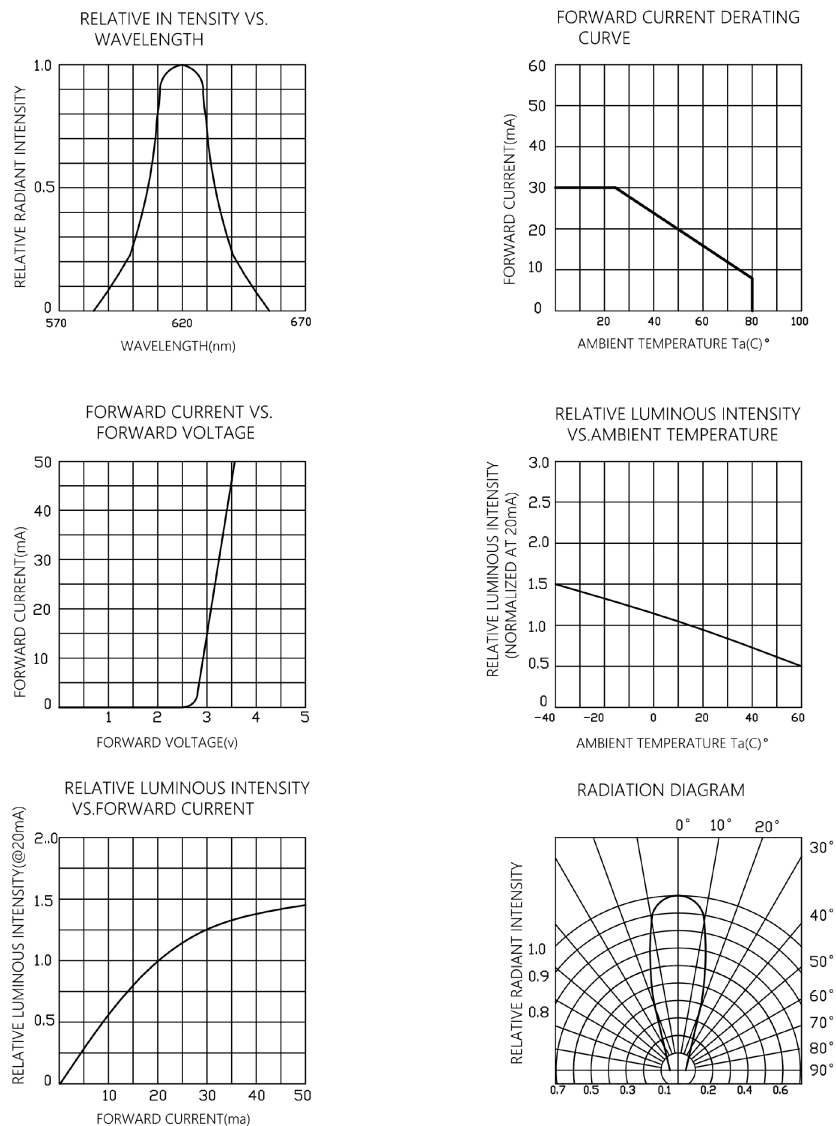 RELATIVE IN TENSITY VS.
WAVELENGTH
RELATIVE RADIANT INTENSITY
1.0
0.5
0
570 620 670
WAVELENGTH(nm)
FORWARD CURRENT DERATING
CURVE
FORWARD CURRENT(mA)
60
50
40
30
20
10
0
20 40 60 80 100
AMBIENT TEMPERATURE Ta(C)°
FORWARD CURRENT VS.
FORWARD VOLTAGE
FORWARD CURRENT(mA)
50
40
30
20
10
0
1 2 3 4 5
FORWARD VOLTAGE(v)
RELATIVE LUMINOUS INTENSITY
VS.AMBIENT TEMPERATURE
RELATIVE LUMINOUS INTENSITY
(NORMALIZED AT 20mA)
3.0
2.5
2.0
1.5
1.0
0.5
0
-40 -20 0 20 40 60
AMBIENT TEMPERATURE Ta(C)°
RELATIVE LUMINOUS INTENSITY
VS.FORWARD CURRENT
RELATIVE LUMINOUS INTENSITY(@20mA)
2..0
1.5
1.0
0.5
0
0 10 20 30 40 50
FORWARD CURRENT(ma)
RADIATION DIAGRAM
RELATIVE RADIANT INTENSITY
0° 10° 20°
30°
40°
50°
60°
70°
80°
90°
1.0
0.9
0.8
0.7 0.5 0.3 0.1 0.2 0.4 0.6